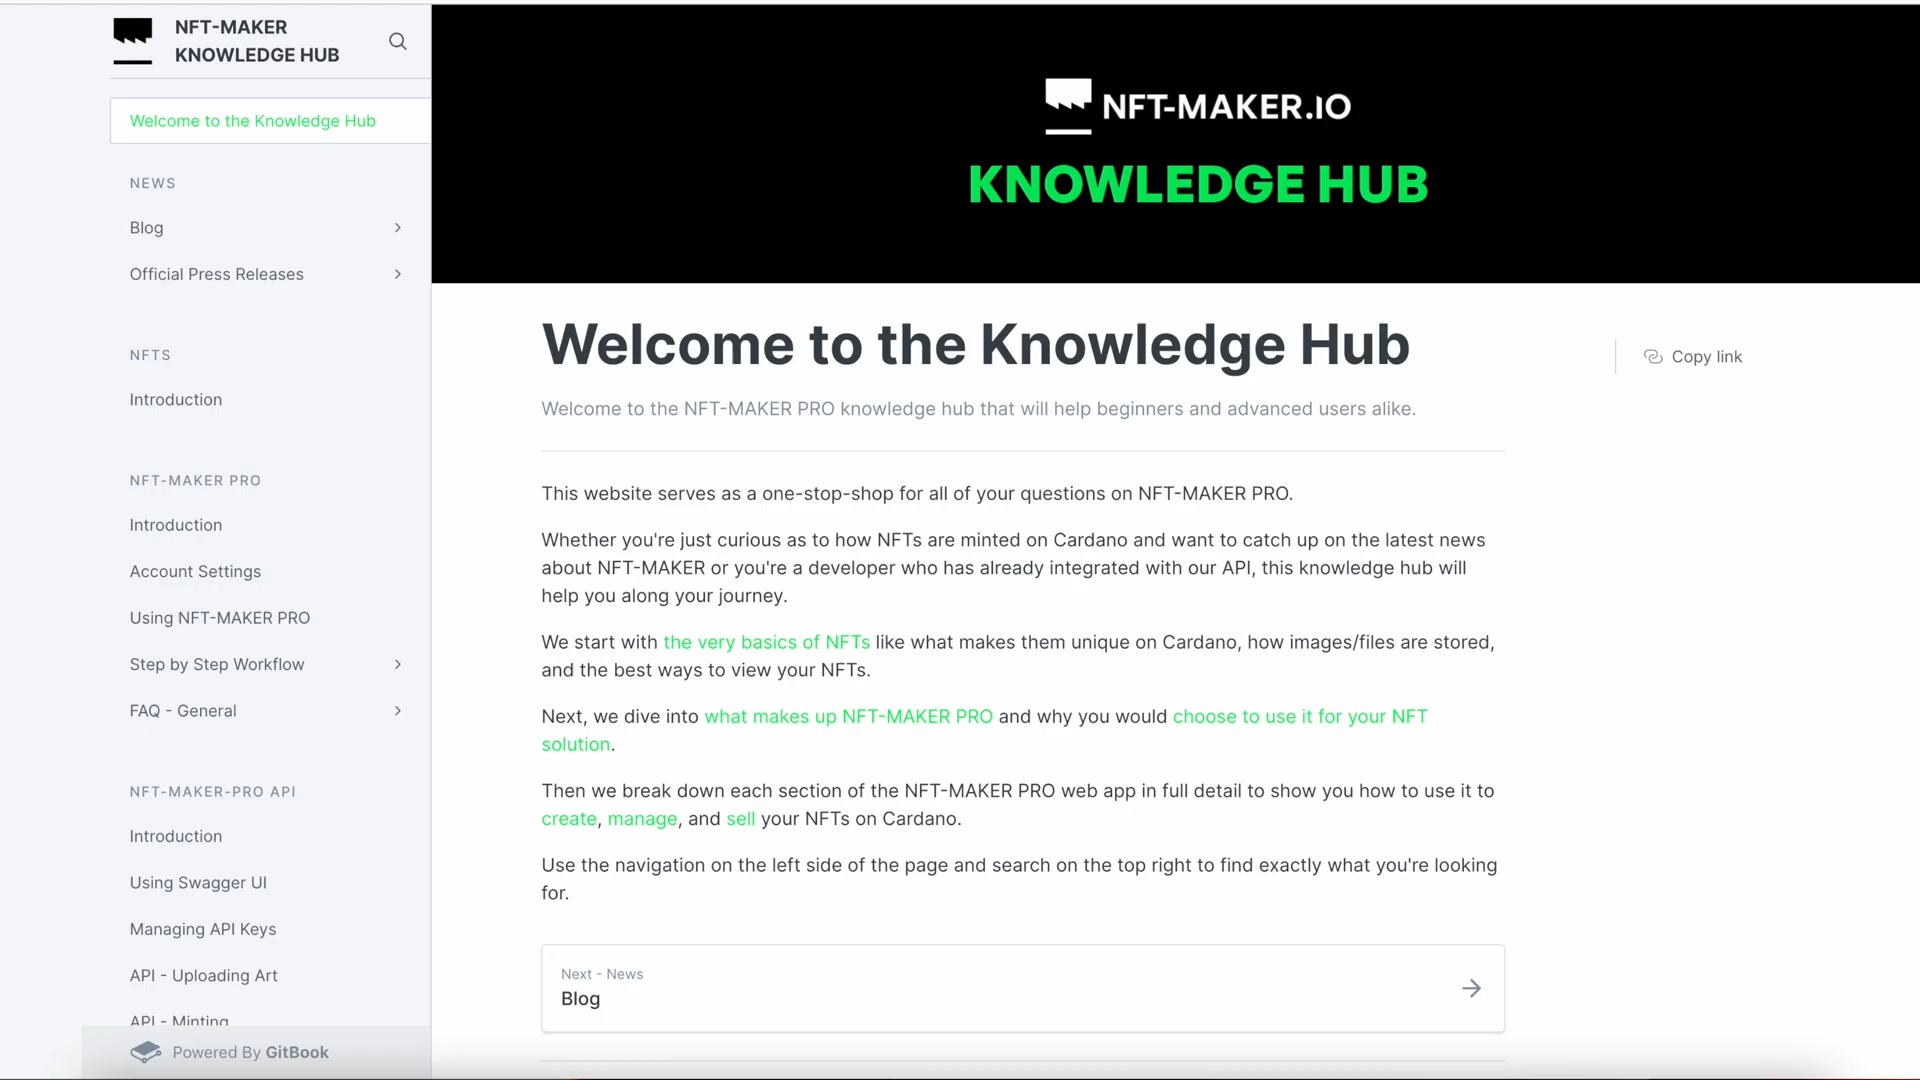 NFT-MAKER
KNOWLEDGE HUB
Welcome to the Knowledge Hub
NEWS
Blog
Official Press Releases
NFTS
Introduction
NFT-MAKER PRO
Introduction
Account Settings
Using NFT-MAKER PRO
Step by Step Workflow
FAQ - General
NFT-MAKER-PRO API
Introduction
Using Swagger UI
Managing API Keys
API - Uploading Art
API - Minting
Powered By GitBook
NFT-MAKER.IO
KNOWLEDGE HUB
Welcome to the Knowledge Hub
Copy link
Welcome to the NFT-MAKER PRO knowledge hub that will help beginners and advanced users alike.
This website serves as a one-stop-shop for all of your questions on NFT-MAKER PRO.
Whether you're just curious as to how NFTs are minted on Cardano and want to catch up on the latest news
about NFT-MAKER or you're a developer who has already integrated with our API, this knowledge hub will
help you along your journey.
We start with the very basics of NFTs like what makes them unique on Cardano, how images/files are stored,
and the best ways to view your NFTs.
Next, we dive into what makes up NFT-MAKER PRO and why you would choose to use it for your NFT
solution.
Then we break down each section of the NFT-MAKER PRO web app in full detail to show you how to use it to
create, manage, and sell your NFTs on Cardano.
Use the navigation on the left side of the page and search on the top right to find exactly what you're looking
for.
Next - News
Blog